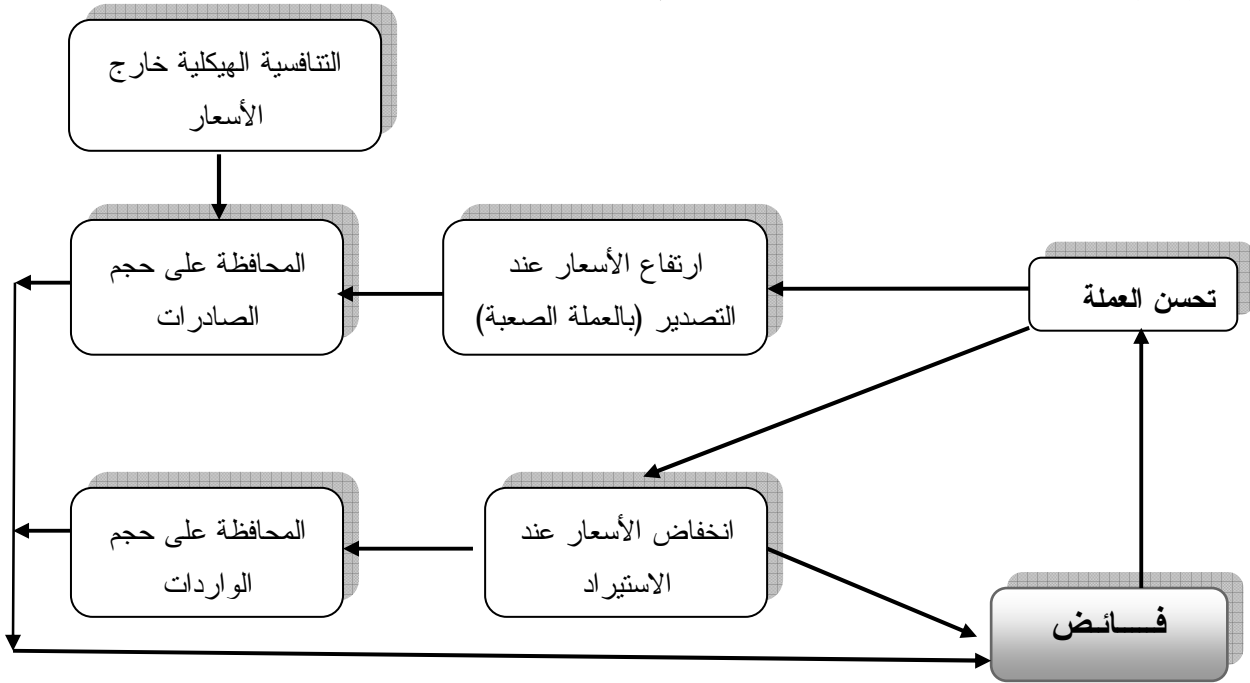 التنافسية الهيكلية خارج
الأسعار
تحسن العملة
ارتفاع الأسعار عند
التصدير (بالعملة الصعبة)
المحافظة على حجم
الصادرات
انخفاض الأسعار عند
الاستيراد
المحافظة على حجم
الواردات
فـــــائـض